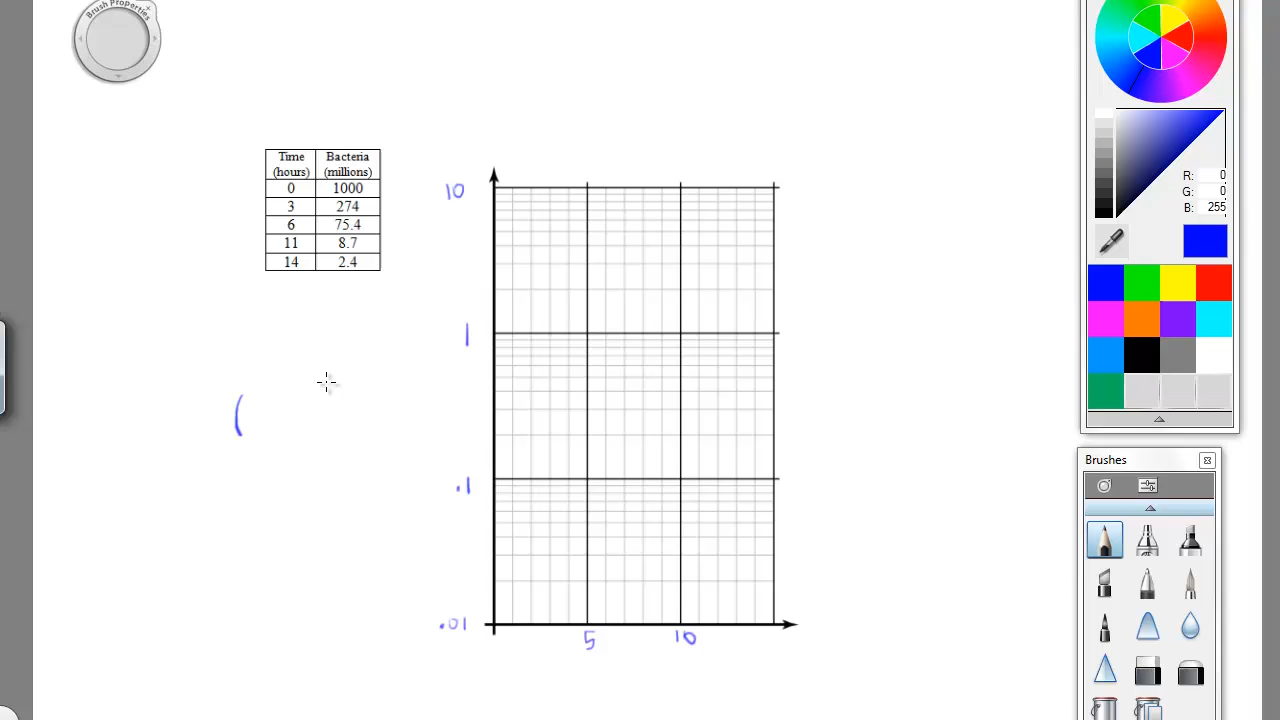 Brush Properties
Time (hours) Bacteria (millions)
0 1000
3 274
6 75.4
11 8.7
14 2.4
10
1
.1
.01
5 10
(
R: 0
G: 0
B: 255
Brushes